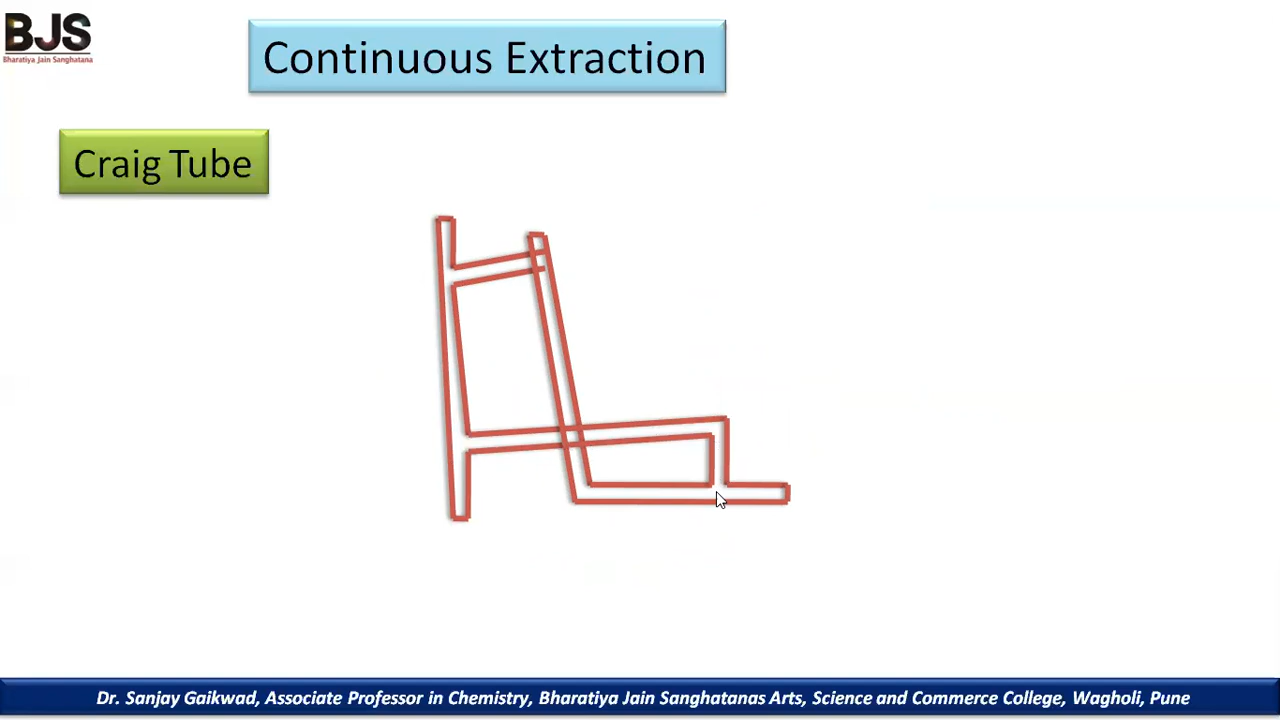 BJS
Bharatiya Jain Sanghatana
Continuous Extraction
Craig Tube
Dr. Sanjay Gaikwad, Associate Professor in Chemistry, Bharatiya Jain Sanghatanas Arts, Science and Commerce College, Wagholi, Pune